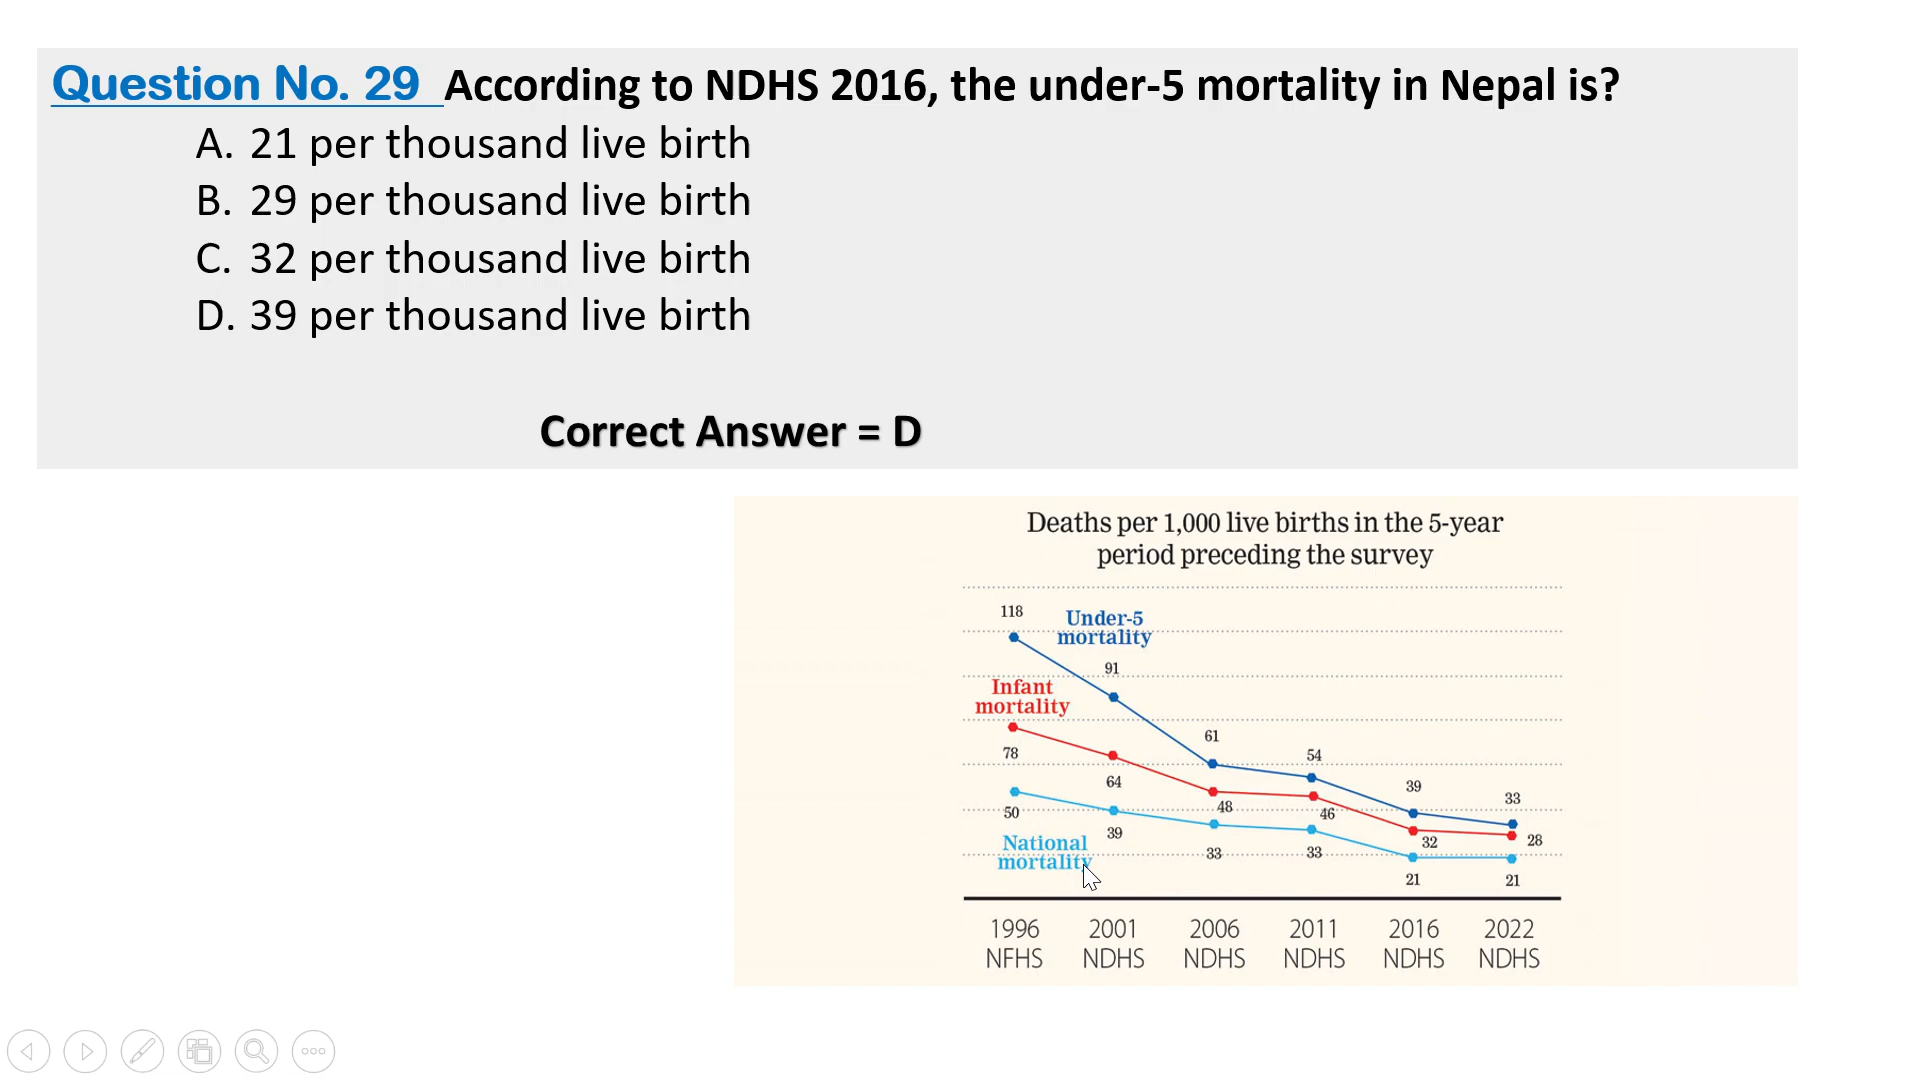 Question No. 29 According to NDHS 2016, the under-5 mortality in Nepal is?
A. 21 per thousand live birth
B. 29 per thousand live birth
C. 32 per thousand live birth
D. 39 per thousand live birth
Correct Answer = D
Deaths per 1,000 live births in the 5-year
period preceding the survey
118
Under-5
mortality
91
Infant
mortality
61
78
54
64
39
33
50
48
46
39
32
28
National
mortality
33
33
21
21
1996 2001 2006 2011 2016 2022
NFHS NDHS NDHS NDHS NDHS NDHS